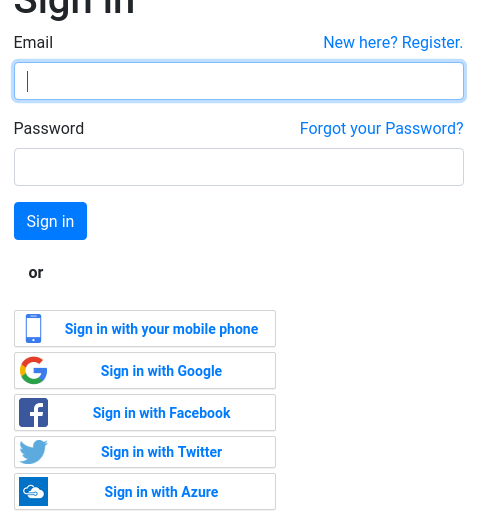 Sign in
Email New here? Register.
Password Forgot your Password?
Sign in
or
Sign in with your mobile phone
Sign in with Google
Sign in with Facebook
Sign in with Twitter
Sign in with Azure